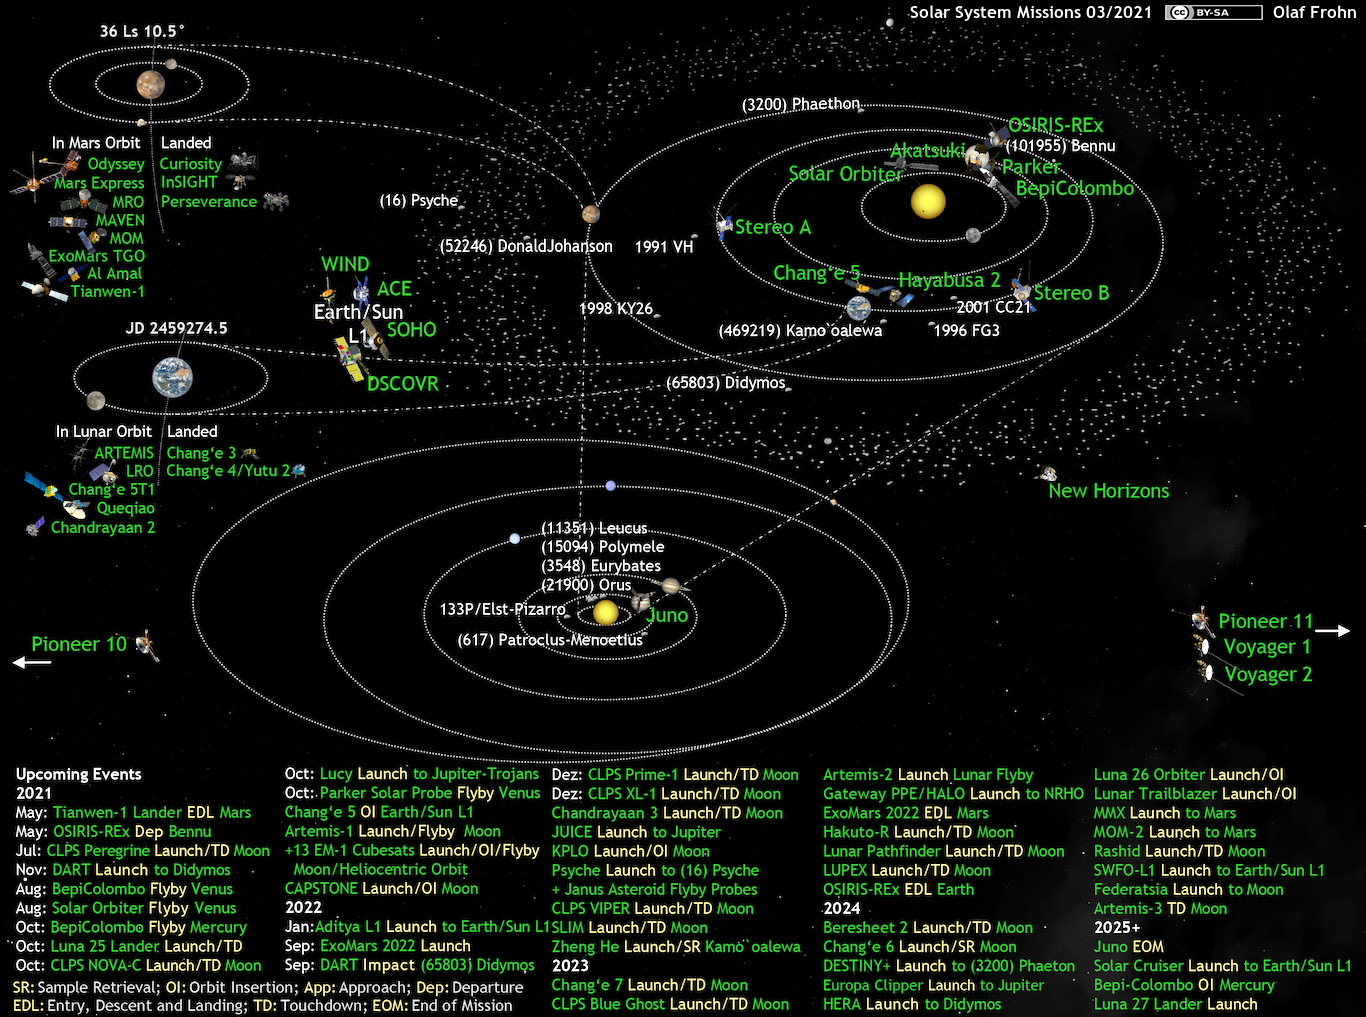 Solar System Missions 03/2021 cc BY-SA Olaf Frohn
36 Ls 10.5°
In Mars Orbit Landed
Odyssey Curiosity
Mars Express InSIGHT
MRO Perseverance
MAVEN
MOM
ExoMars TGO
Al Amal
Tianwen-1
(3200) Phaethon
OSIRIS-REx
(101955) Bennu
Akatsuki
Parker
Solar Orbiter
BepiColombo
(16) Psyche
Stereo A
(52246) DonaldJohanson
1991 VH
WIND
ACE
Earth/Sun
L1
SOHO
DSCOVR
Chang‘e 5
Hayabusa 2
Stereo B
1998 KY26
2001 CC21
(469219) Kamo`oalewa
1996 FG3
(65803) Didymos
JD 2459274.5
In Lunar Orbit Landed
ARTEMIS Chang‘e 3
LRO Chang‘e 4/Yutu 2
Chang‘e 5T1
Queqiao
Chandrayaan 2
New Horizons
(11351) Leucus
(15094) Polymele
(3548) Eurybates
(21900) Orus
133P/Elst-Pizarro
Juno
(617) Patroclus-Menoetius
Pioneer 10
Pioneer 11
Voyager 1
Voyager 2
Upcoming Events
2021
May: Tianwen-1 Lander EDL Mars
May: OSIRIS-REx Dep Bennu
Jul: CLPS Peregrine Launch/TD Moon
Nov: DART Launch to Didymos
Aug: BepiColombo Flyby Venus
Aug: Solar Orbiter Flyby Venus
Oct: BepiColombo Flyby Mercury
Oct: Luna 25 Lander Launch/TD
Oct: CLPS NOVA-C Launch/TD Moon
Oct: Lucy Launch to Jupiter-Trojans
Oct: Parker Solar Probe Flyby Venus
Chang‘e 5 OI Earth/Sun L1
Artemis-1 Launch/Flyby Moon
+13 EM-1 Cubesats Launch/OI/Flyby
Moon/Heliocentric Orbit
CAPSTONE Launch/OI Moon
2022
Jan: Aditya L1 Launch to Earth/Sun L1
Sep: ExoMars 2022 Launch
Sep: DART Impact (65803) Didymos
Dez: CLPS Prime-1 Launch/TD Moon
Dez: CLPS XL-1 Launch/TD Moon
Chandrayaan 3 Launch/TD Moon
JUICE Launch to Jupiter
KPLO Launch/OI Moon
Psyche Launch to (16) Psyche
+ Janus Asteroid Flyby Probes
CLPS VIPER Launch/TD Moon
SLIM Launch/TD Moon
Zheng He Launch/SR Kamo`oalewa
2023
Chang‘e 7 Launch/TD Moon
CLPS Blue Ghost Launch/TD Moon
Artemis-2 Launch Lunar Flyby
Gateway PPE/HALO Launch to NRHO
ExoMars 2022 EDL Mars
Hakuto-R Launch/TD Moon
Lunar Pathfinder Launch/TD Moon
LUPEX Launch/TD Moon
OSIRIS-REx EDL Earth
2024
Beresheet 2 Launch/TD Moon
Chang‘e 6 Launch/SR Moon
DESTINY+ Launch to (3200) Phaeton
Europa Clipper Launch to Jupiter
HERA Launch to Didymos
Luna 26 Orbiter Launch/OI
Lunar Trailblazer Launch/OI
MMX Launch to Mars
MOM-2 Launch to Mars
Rashid Launch/TD Moon
SWFO-L1 Launch to Earth/Sun L1
Federatsia Launch to Moon
Artemis-3 TD Moon
2025+
Juno EOM
Solar Cruiser Launch to Earth/Sun L1
Bepi-Colombo OI Mercury
Luna 27 Lander Launch
SR: Sample Retrieval; OI: Orbit Insertion; App: Approach; Dep: Departure
EDL: Entry, Descent and Landing; TD: Touchdown; EOM: End of Mission